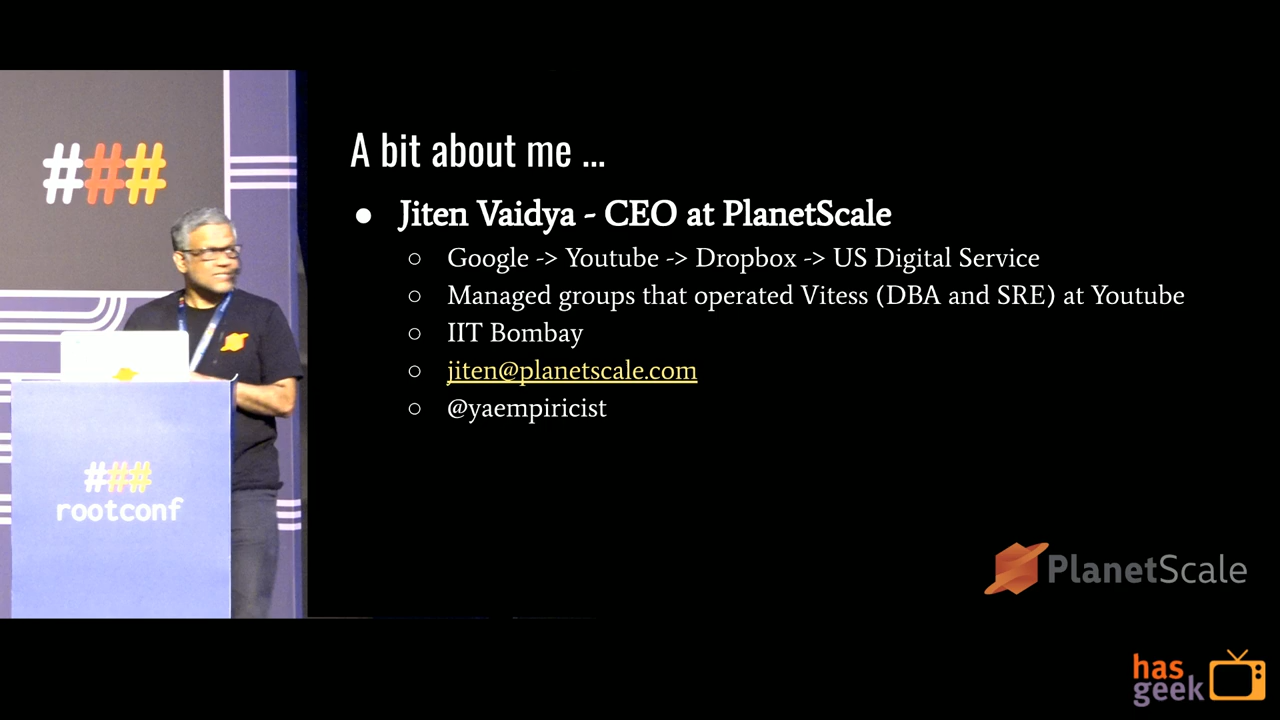 ###
A bit about me ...
● Jiten Vaidya - CEO at PlanetScale
○ Google -> Youtube -> Dropbox -> US Digital Service
○ Managed groups that operated Vitess (DBA and SRE) at Youtube
○ IIT Bombay
○ jiten@planetscale.com
○ @yaempiricist
###
rootconf
PlanetScale
has
geek